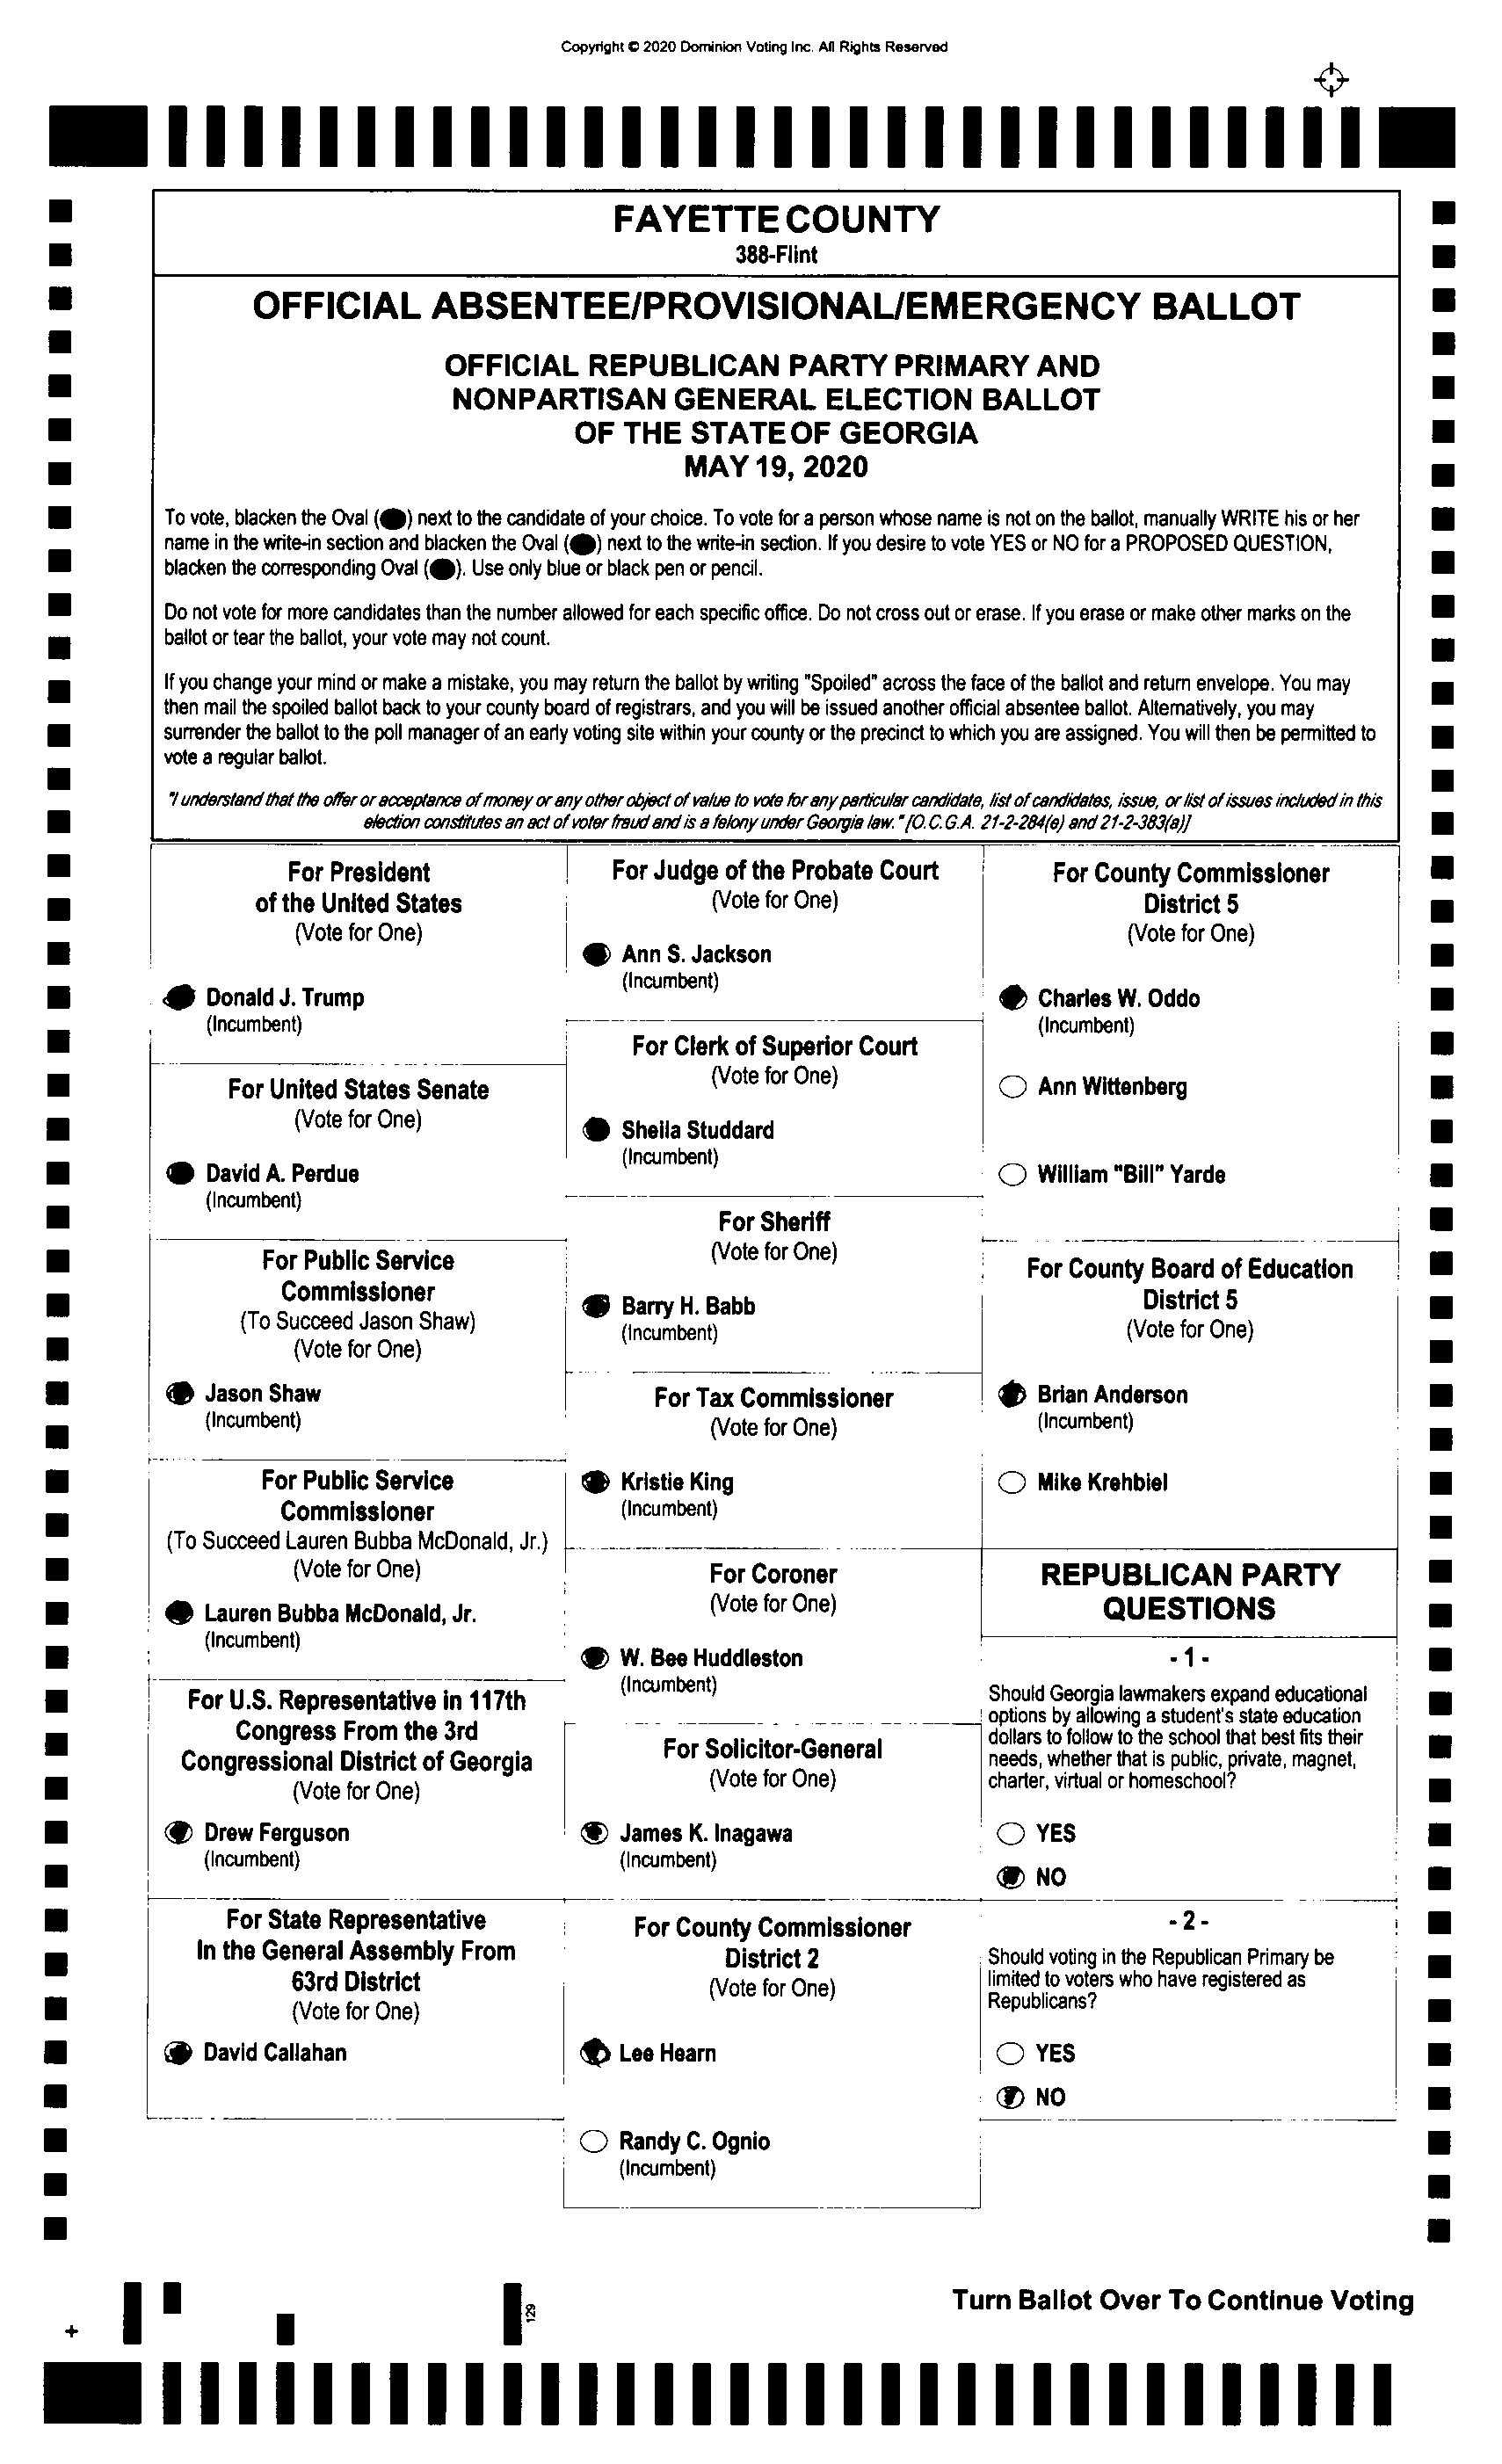 Copyright © 2020 Dominion Voting Inc. All Rights Reserved
FAYETTE COUNTY
388-Flint
OFFICIAL ABSENTEE/PROVISIONAL/EMERGENCY BALLOT
OFFICIAL REPUBLICAN PARTY PRIMARY AND
NONPARTISAN GENERAL ELECTION BALLOT
OF THE STATE OF GEORGIA
MAY 19, 2020
To vote, blacken the Oval (⬬) next to the candidate of your choice. To vote for a person whose name is not on the ballot, manually WRITE his or her
name in the write-in section and blacken the Oval (⬬) next to the write-in section. If you desire to vote YES or NO for a PROPOSED QUESTION,
blacken the corresponding Oval (⬬). Use only blue or black pen or pencil.
Do not vote for more candidates than the number allowed for each specific office. Do not cross out or erase. If you erase or make other marks on the
ballot or tear the ballot, your vote may not count.
If you change your mind or make a mistake, you may return the ballot by writing "Spoiled" across the face of the ballot and return envelope. You may
then mail the spoiled ballot back to your county board of registrars, and you will be issued another official absentee ballot. Alternatively, you may
surrender the ballot to the poll manager of an early voting site within your county or the precinct to which you are assigned. You will then be permitted to
vote a regular ballot.
"I understand that the offer or acceptance of money or any other object of value to vote for any particular candidate, list of candidates, issue, or list of issues included in this
election constitutes an act of voter fraud and is a felony under Georgia law." [O.C.G.A. 21-2-284(e) and 21-2-383(a)]
For President
of the United States
(Vote for One)
Donald J. Trump
(Incumbent)
For United States Senate
(Vote for One)
David A. Perdue
(Incumbent)
For Public Service
Commissioner
(To Succeed Jason Shaw)
(Vote for One)
Jason Shaw
(Incumbent)
For Public Service
Commissioner
(To Succeed Lauren Bubba McDonald, Jr.)
(Vote for One)
Lauren Bubba McDonald, Jr.
(Incumbent)
For U.S. Representative in 117th
Congress From the 3rd
Congressional District of Georgia
(Vote for One)
Drew Ferguson
(Incumbent)
For State Representative
In the General Assembly From
63rd District
(Vote for One)
David Callahan
For Judge of the Probate Court
(Vote for One)
Ann S. Jackson
(Incumbent)
For Clerk of Superior Court
(Vote for One)
Sheila Studdard
(Incumbent)
For Sheriff
(Vote for One)
Barry H. Babb
(Incumbent)
For Tax Commissioner
(Vote for One)
Kristie King
(Incumbent)
For Coroner
(Vote for One)
W. Bee Huddleston
(Incumbent)
For Solicitor-General
(Vote for One)
James K. Inagawa
(Incumbent)
For County Commissioner
District 2
(Vote for One)
Lee Hearn
Randy C. Ognio
(Incumbent)
For County Commissioner
District 5
(Vote for One)
Charles W. Oddo
(Incumbent)
Ann Wittenberg
William "Bill" Yarde
For County Board of Education
District 5
(Vote for One)
Brian Anderson
(Incumbent)
Mike Krehbiel
REPUBLICAN PARTY
QUESTIONS
- 1 -
Should Georgia lawmakers expand educational
options by allowing a student's state education
dollars to follow to the school that best fits their
needs, whether that is public, private, magnet,
charter, virtual or homeschool?
YES
NO
- 2 -
Should voting in the Republican Primary be
limited to voters who have registered as
Republicans?
YES
NO
Turn Ballot Over To Continue Voting
129
+